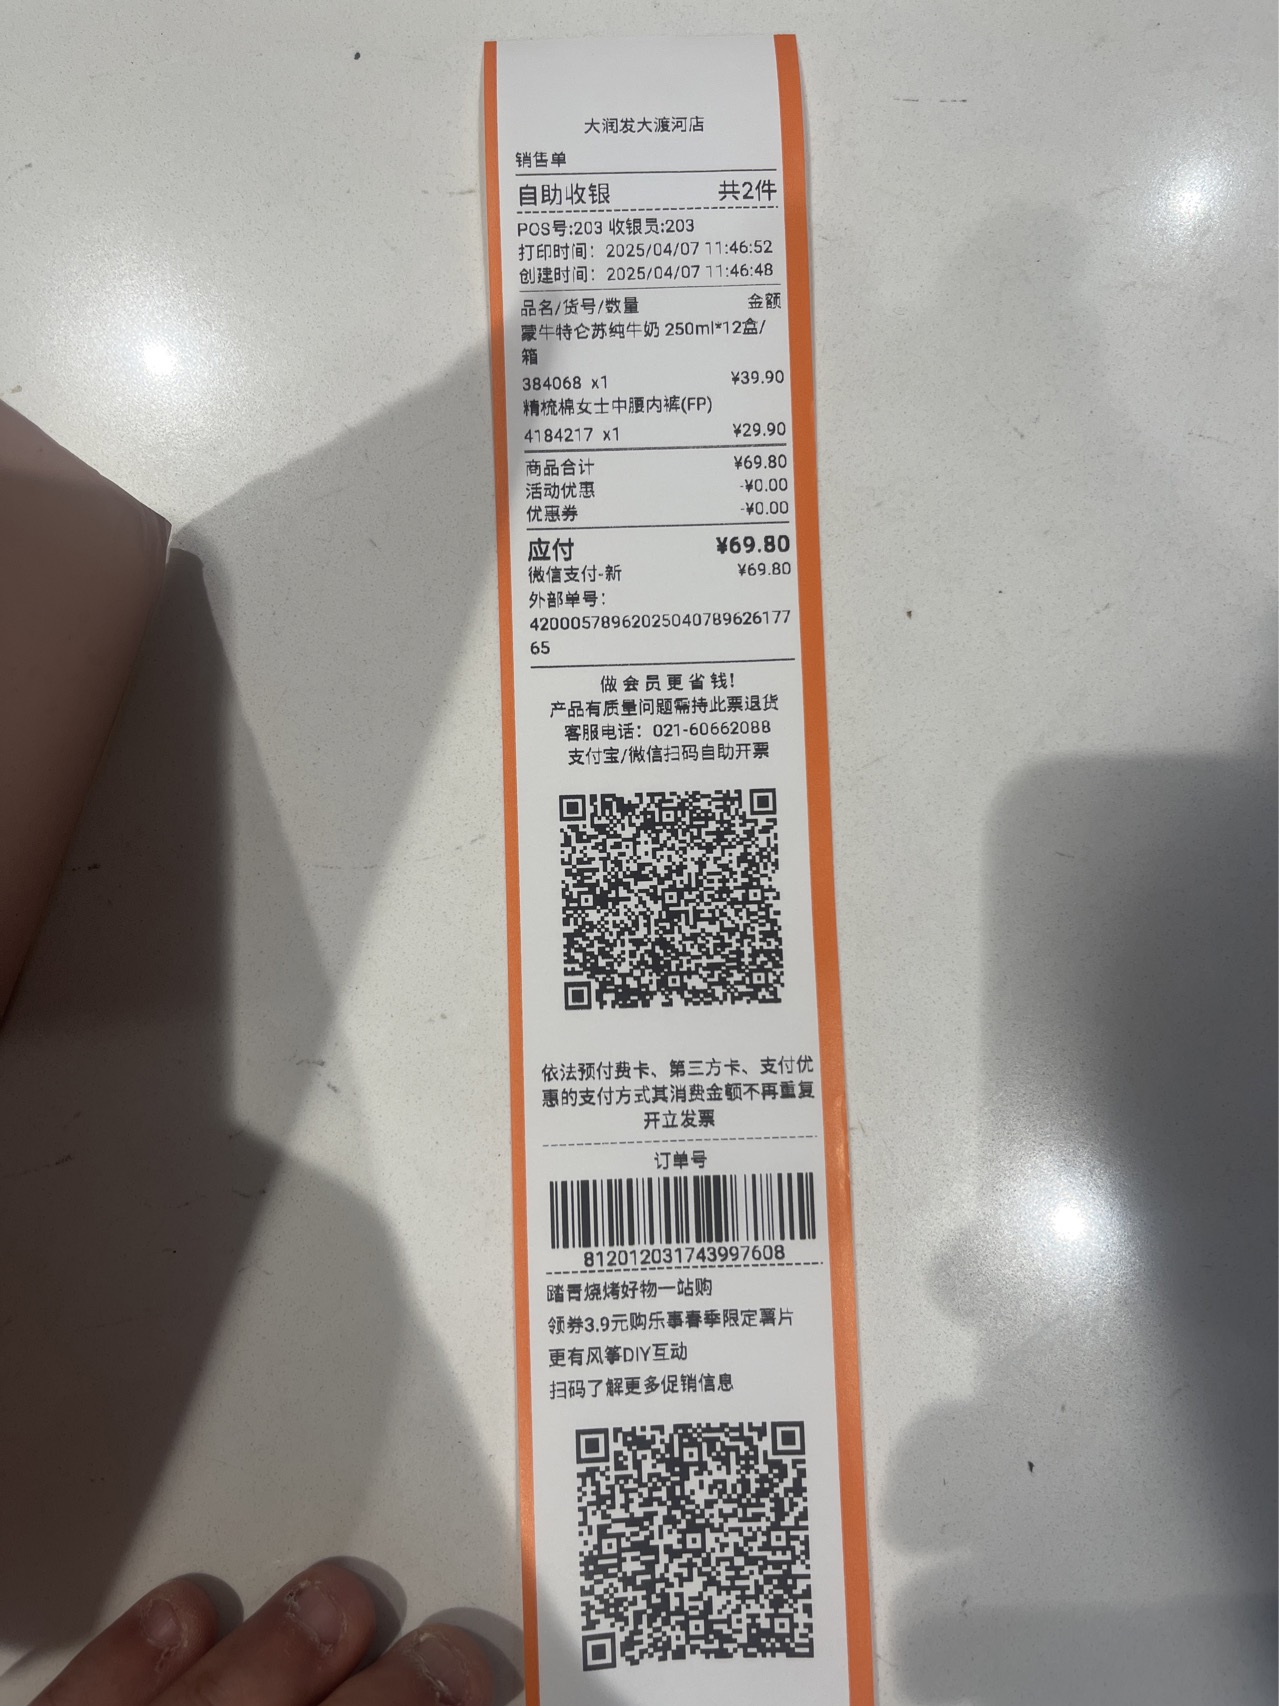 大润发大渡河店
销售单
自助收银 共2件
POS号:203 收银员:203
打印时间： 2025/04/07 11:46:52
创建时间： 2025/04/07 11:46:48
品名/货号/数量 金额
蒙牛特仑苏纯牛奶 250ml*12盒/
箱
384068 x1 ¥39.90
精梳棉女士中腰内裤(FP)
4184217 x1 ¥29.90
商品合计 ¥69.80
活动优惠 -¥0.00
优惠券 -¥0.00
应付 ¥69.80
微信支付-新 ¥69.80
外部单号：
42000578962025040789626177
65
做会员更省钱!
产品有质量问题需持此票退货
客服电话： 021-60662088
支付宝/微信扫码自助开票
依法预付费卡、第三方卡、支付优
惠的支付方式其消费金额不再重复
开立发票
订单号
812012031743997608
踏青烧烤好物一站购
领券3.9元购乐事春季限定薯片
更有风筝DIY互动
扫码了解更多促销信息